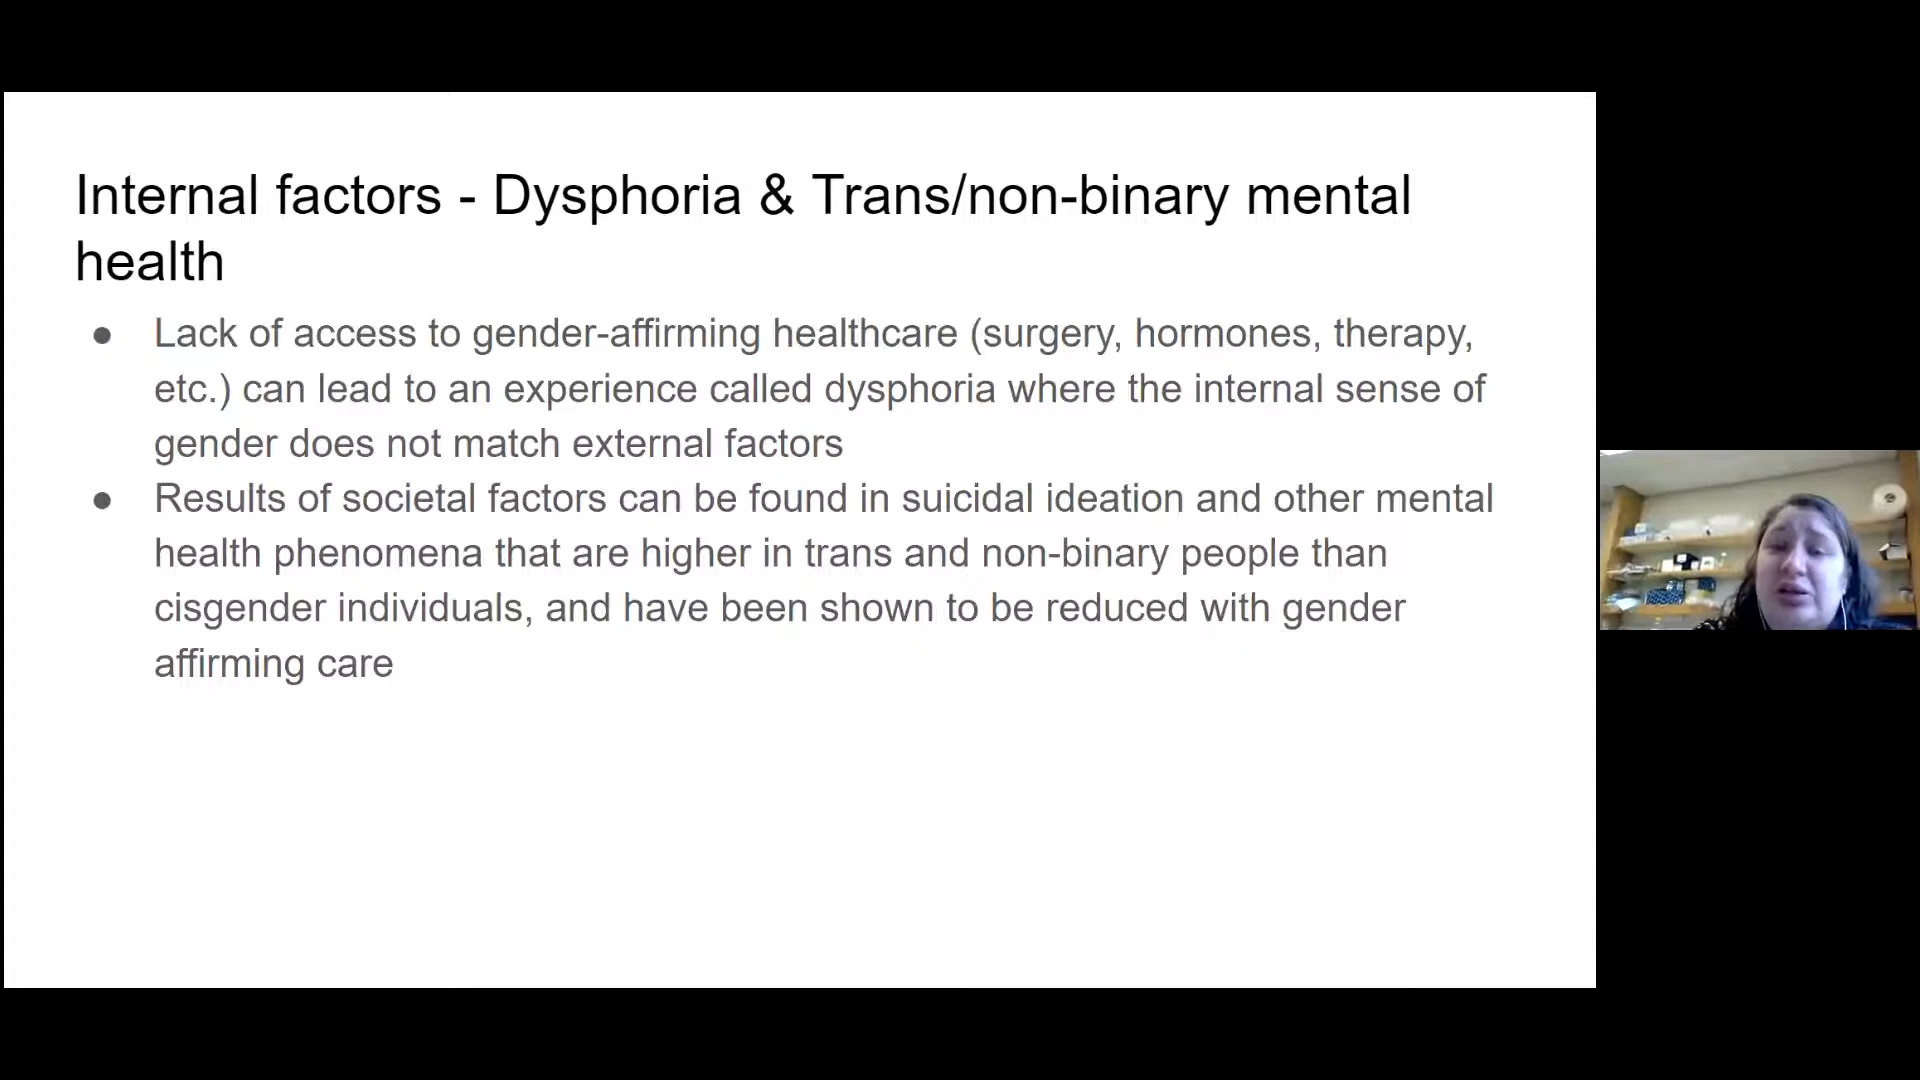 Internal factors - Dysphoria & Trans/non-binary mental
health
● Lack of access to gender-affirming healthcare (surgery, hormones, therapy,
etc.) can lead to an experience called dysphoria where the internal sense of
gender does not match external factors
● Results of societal factors can be found in suicidal ideation and other mental
health phenomena that are higher in trans and non-binary people than
cisgender individuals, and have been shown to be reduced with gender
affirming care